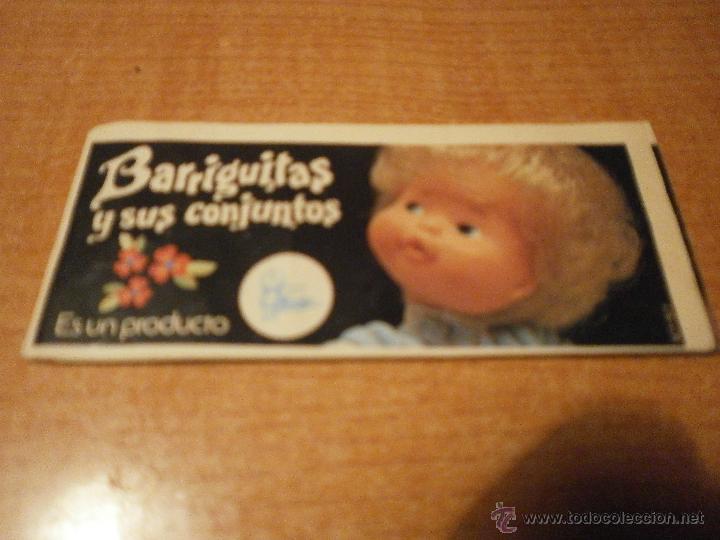 Barriguitas
y sus conjuntos
Es un producto
www.todocoleccion.net